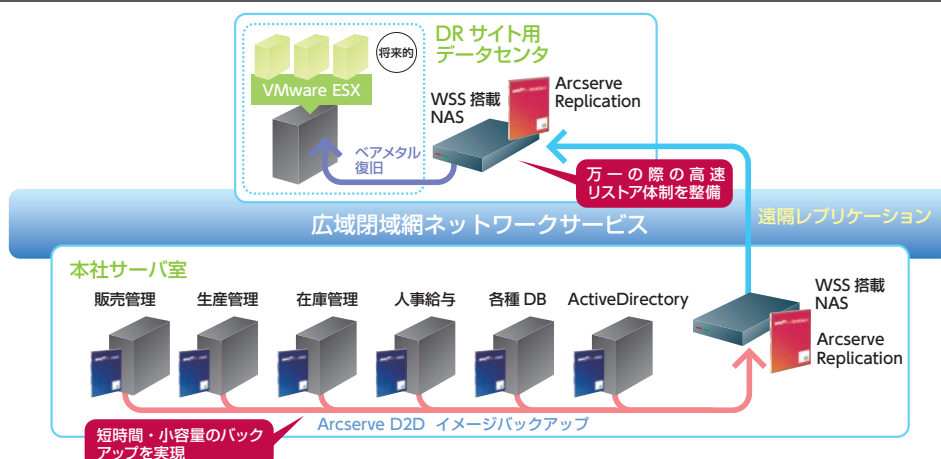 DR サイト用
データセンタ
将来的
VMware ESX
WSS 搭載
NAS
Arcserve
Replication
ベアメタル
復旧
万一の際の高速
リストア体制を整備
広域閉域網ネットワークサービス
遠隔レプリケーション
本社サーバ室
販売管理
生産管理
在庫管理
人事給与
各種 DB
ActiveDirectory
WSS 搭載
NAS
Arcserve
Replication
Arcserve D2D イメージバックアップ
短時間・小容量のバック
アップを実現